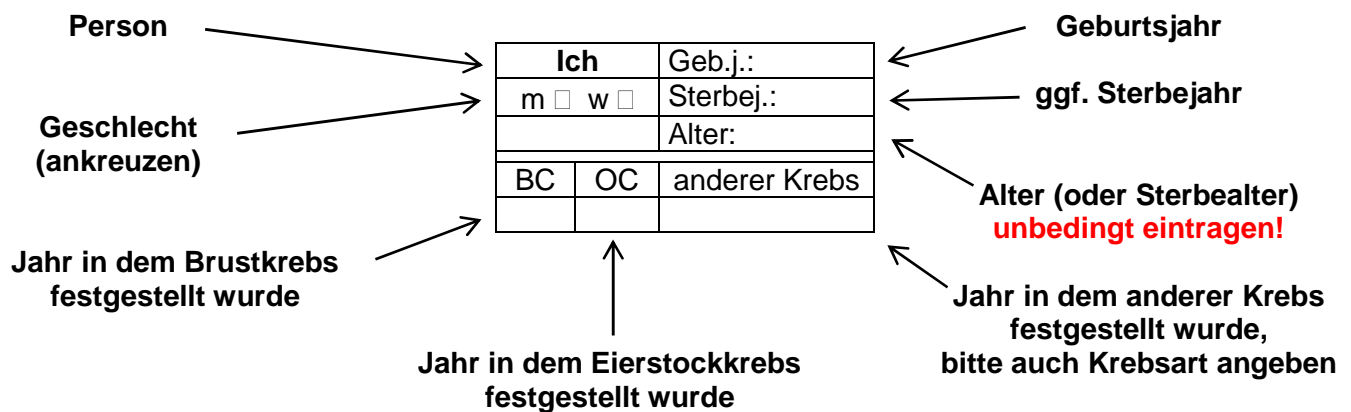 Person
Geburtsjahr
Ich Geb.j.:
m □ w □ Sterbej.:
ggf. Sterbejahr
Geschlecht
(ankreuzen)
Alter:
BC OC anderer Krebs
Alter (oder Sterbealter)
unbedingt eintragen!
Jahr in dem Brustkrebs
festgestellt wurde
Jahr in dem anderer Krebs
festgestellt wurde,
bitte auch Krebsart angeben
Jahr in dem Eierstockkrebs
festgestellt wurde